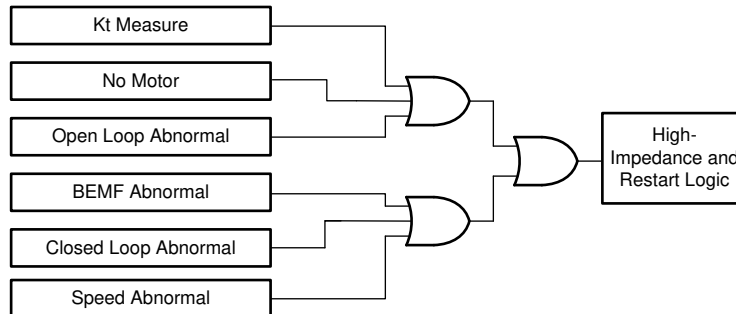 Kt Measure
No Motor
Open Loop Abnormal
BEMF Abnormal
Closed Loop Abnormal
Speed Abnormal
High-
Impedance and
Restart Logic